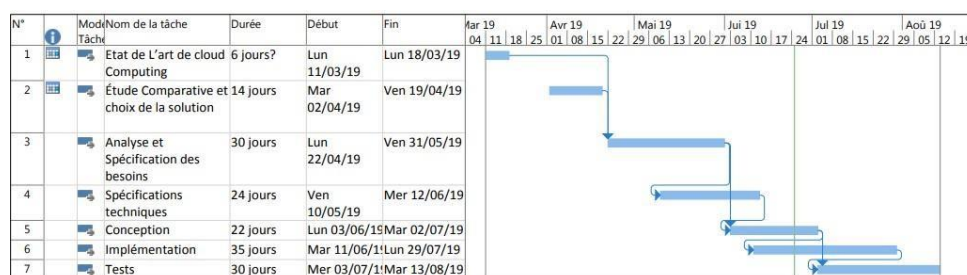 N° Mode Tâche Nom de la tâche Durée Début Fin
Mar 19 Avr 19 Mai 19 Jui 19 Jul 19 Aoû 19
04 11 18 25 01 08 15 22 29 06 13 20 27 03 10 17 24 01 08 15 22 29 05 12 19
1 Etat de L'art de cloud 6 jours? Lun Lun 18/03/19
Computing 11/03/19
2 Étude Comparative et 14 jours Mar Ven 19/04/19
choix de la solution 02/04/19
3 Analyse et 30 jours Lun Ven 31/05/19
Spécification des 22/04/19
besoins
4 Spécifications 24 jours Ven Mer 12/06/19
techniques 10/05/19
5 Conception 22 jours Lun 03/06/19 Mar 02/07/19
6 Implémentation 35 jours Mar 11/06/19 Lun 29/07/19
7 Tests 30 jours Mer 03/07/19 Mar 13/08/19